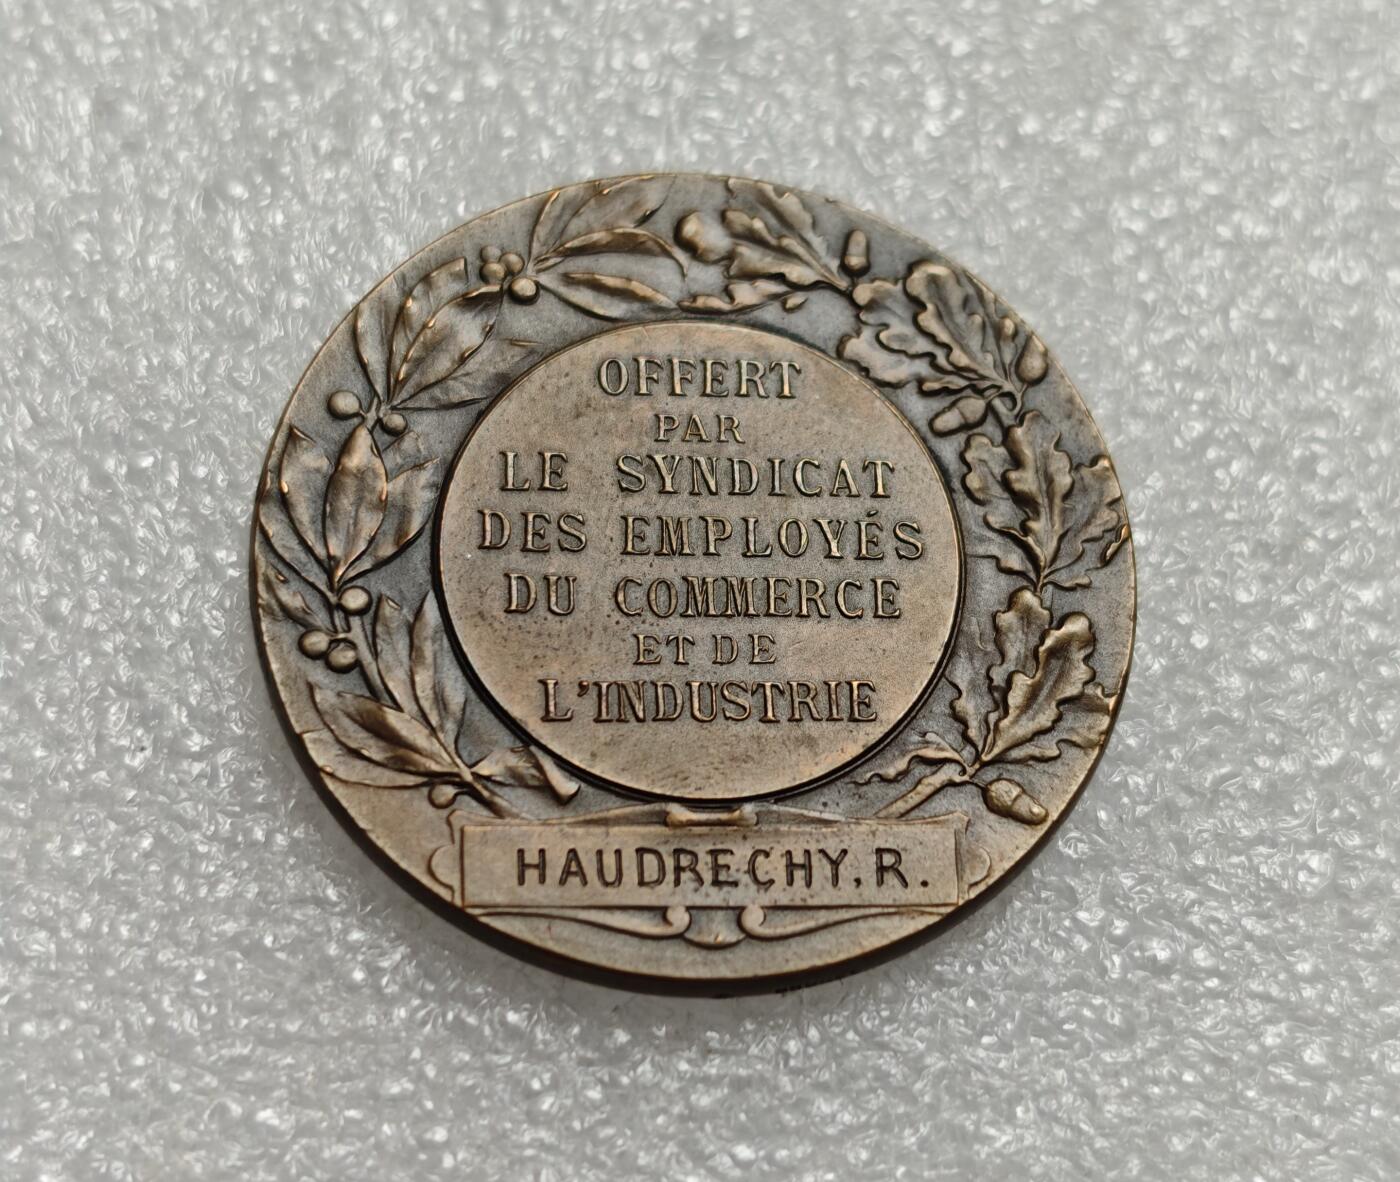 OFFERT
PAR
LE SYNDICAT
DES EMPLOYÉS
DU COMMERCE
ET DE
L'INDUSTRIE
HAUDRECHY. R.